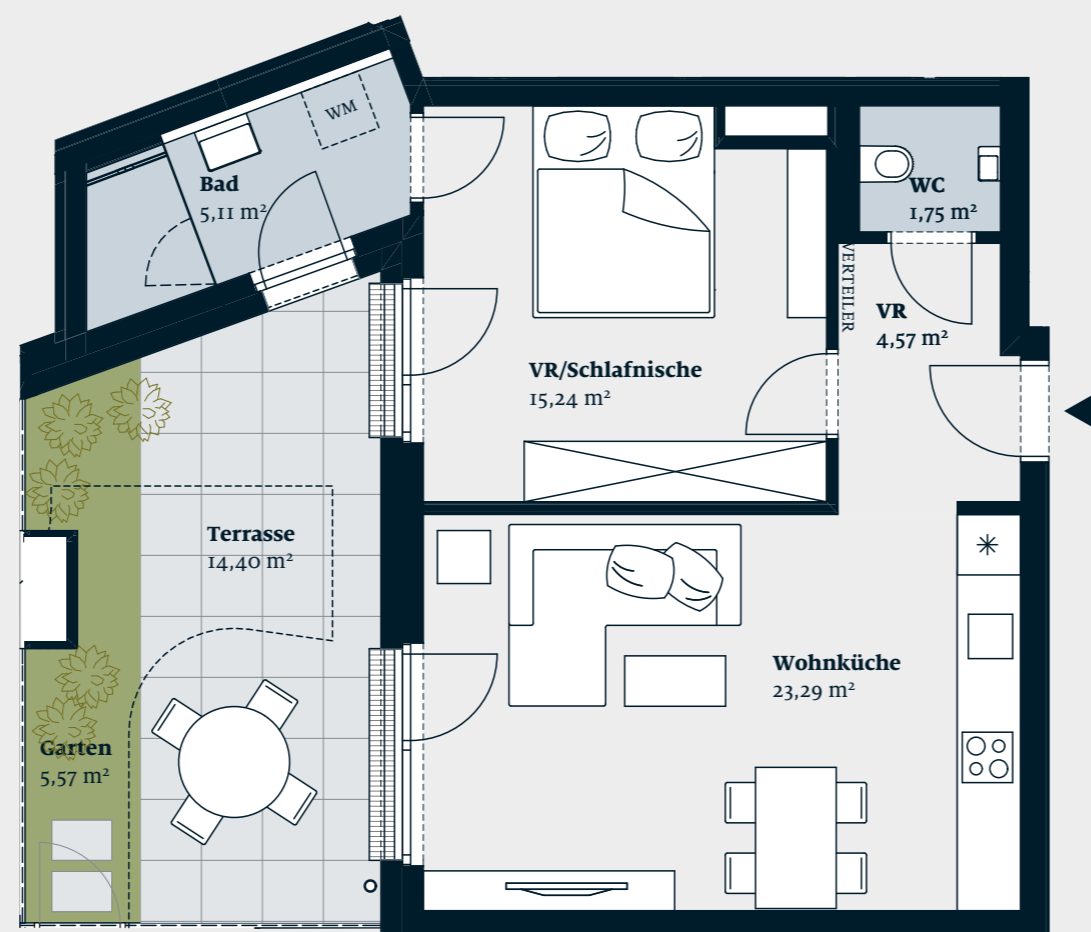 WM
Bad
5,11 m²
WC
1,75 m²
VERTEILER
VR
4,57 m²
VR/Schlafnische
15,24 m²
Terrasse
14,40 m²
Wohnküche
23,29 m²
Garten
5,57 m²